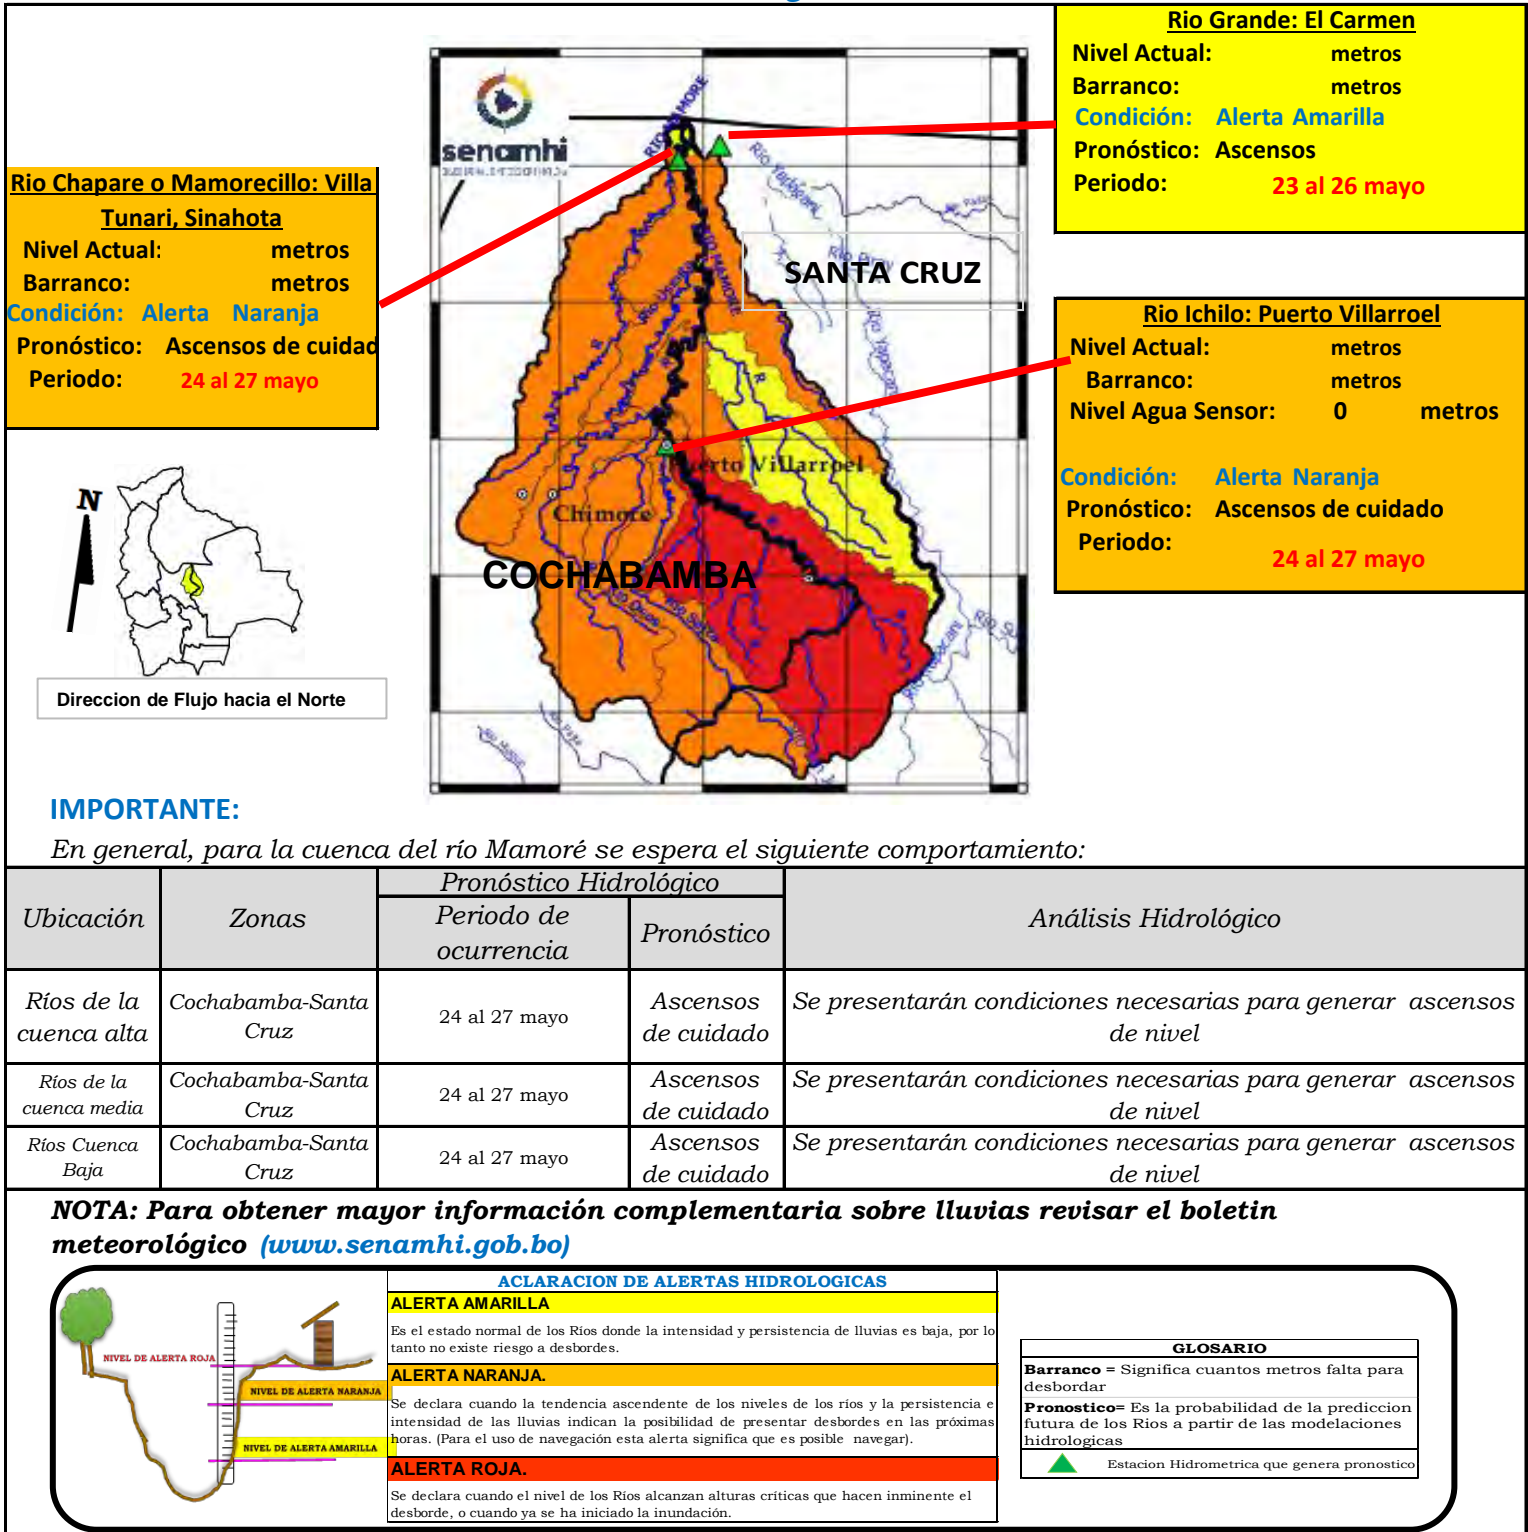 Rio Grande: El Carmen
Nivel Actual: metros
Barranco: metros
Condición: Alerta Amarilla
Pronóstico: Ascensos
Periodo: 23 al 26 mayo
Rio Chapare o Mamorecillo: Villa
Tunari, Sinahota
Nivel Actual: metros
Barranco: metros
Condición: Alerta Naranja
Pronóstico: Ascensos de cuidad
Periodo: 24 al 27 mayo
Rio Ichilo: Puerto Villarroel
Nivel Actual: metros
Barranco: metros
Nivel Agua Sensor: 0 metros
Condición: Alerta Naranja
Pronóstico: Ascensos de cuidado
Periodo:
24 al 27 mayo
senamhi
RIO MAMORE
Rio Yapacani
SANTA CRUZ
RIO MAMORE
Rio Yapacani
R
R
R
Puerto Villarroel
Chimore
COCHABAMBA
N
Direccion de Flujo hacia el Norte
IMPORTANTE:
En general, para la cuenca del río Mamoré se espera el siguiente comportamiento:
Ubicación Zonas Pronóstico Hidrológico Análisis Hidrológico
Periodo de ocurrencia Pronóstico
Ríos de la cuenca alta Cochabamba-Santa Cruz 24 al 27 mayo Ascensos de cuidado Se presentarán condiciones necesarias para generar ascensos de nivel
Ríos de la cuenca media Cochabamba-Santa Cruz 24 al 27 mayo Ascensos de cuidado Se presentarán condiciones necesarias para generar ascensos de nivel
Ríos Cuenca Baja Cochabamba-Santa Cruz 24 al 27 mayo Ascensos de cuidado Se presentarán condiciones necesarias para generar ascensos de nivel
NOTA: Para obtener mayor información complementaria sobre lluvias revisar el boletin
meteorológico (www.senamhi.gob.bo)
NIVEL DE ALERTA ROJA
NIVEL DE ALERTA NARANJA
NIVEL DE ALERTA AMARILLA
ACLARACION DE ALERTAS HIDROLOGICAS
ALERTA AMARILLA
Es el estado normal de los Ríos donde la intensidad y persistencia de lluvias es baja, por lo
tanto no existe riesgo a desbordes.
ALERTA NARANJA.
Se declara cuando la tendencia ascendente de los niveles de los ríos y la persistencia e
intensidad de las lluvias indican la posibilidad de presentar desbordes en las próximas
horas. (Para el uso de navegación esta alerta significa que es posible navegar).
ALERTA ROJA.
Se declara cuando el nivel de los Ríos alcanzan alturas críticas que hacen inminente el
desborde, o cuando ya se ha iniciado la inundación.
GLOSARIO
Barranco = Significa cuantos metros falta para
desbordar
Pronostico= Es la probabilidad de la prediccion
futura de los Rios a partir de las modelaciones
hidrologicas
Estacion Hidrometrica que genera pronostico